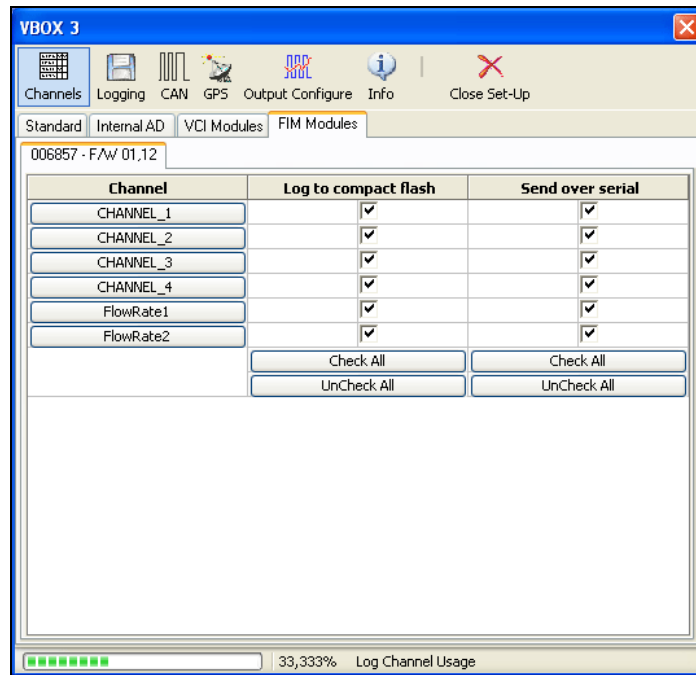 VBOX 3
Channels Logging CAN GPS Output Configure Info Close Set-Up
Standard Internal AD VCI Modules FIM Modules
006857 - F/W 01,12
Channel Log to compact flash Send over serial
CHANNEL_1
CHANNEL_2
CHANNEL_3
CHANNEL_4
FlowRate1
FlowRate2
Check All Check All
UnCheck All UnCheck All
33,333% Log Channel Usage